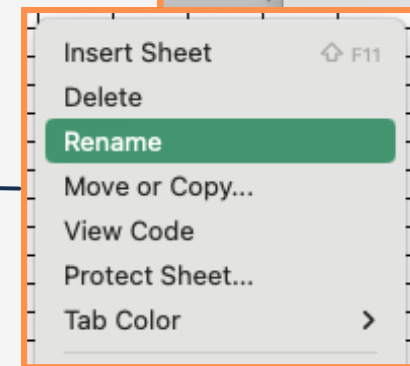 Insert Sheet ⇧ F11
Delete
Rename
Move or Copy...
View Code
Protect Sheet...
Tab Color >